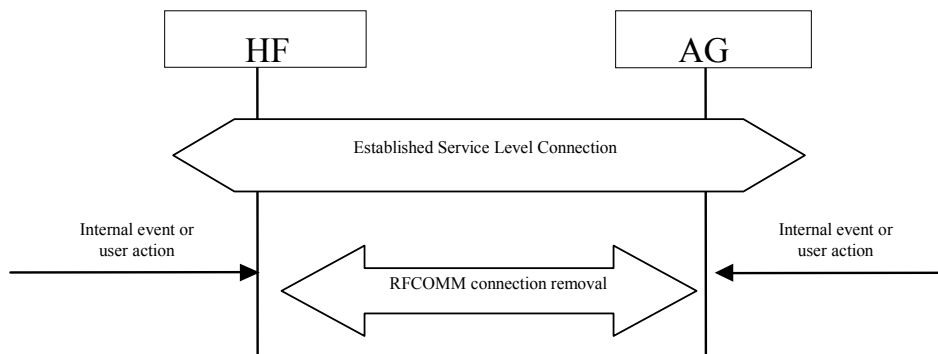 HF
AG
Established Service Level Connection
Internal event or
user action
Internal event or
user action
RFCOMM connection removal